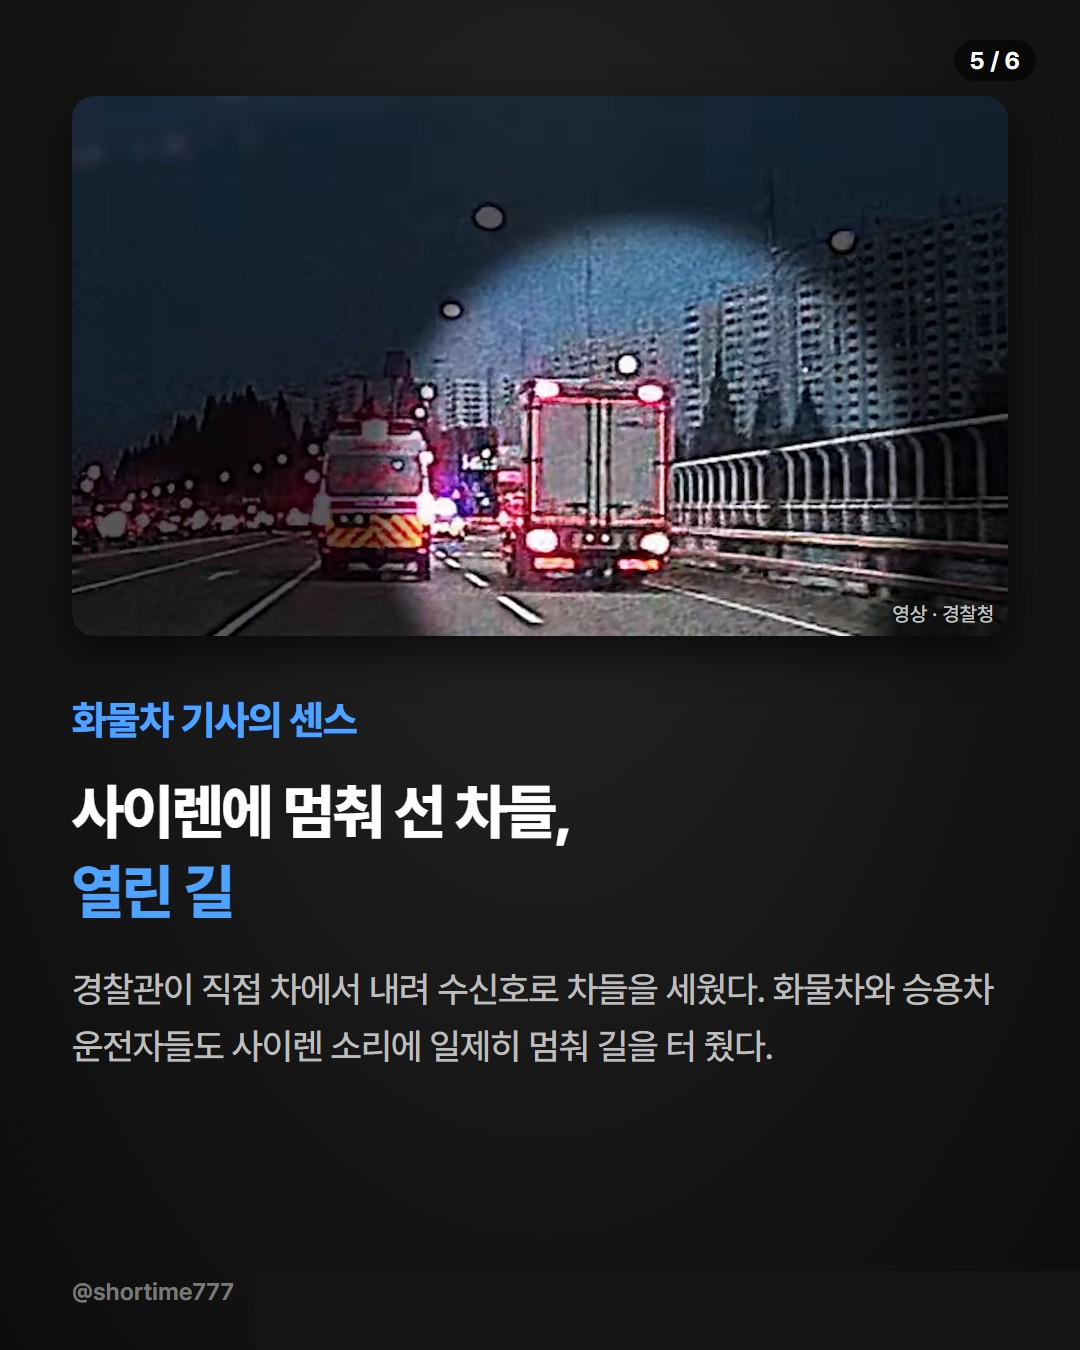 5 / 6
영상 · 경찰청
화물차 기사의 센스
사이렌에 멈춰 선 차들,
열린 길
경찰관이 직접 차에서 내려 수신호로 차들을 세웠다. 화물차와 승용차
운전자들도 사이렌 소리에 일제히 멈춰 길을 터 줬다.
@shortime777